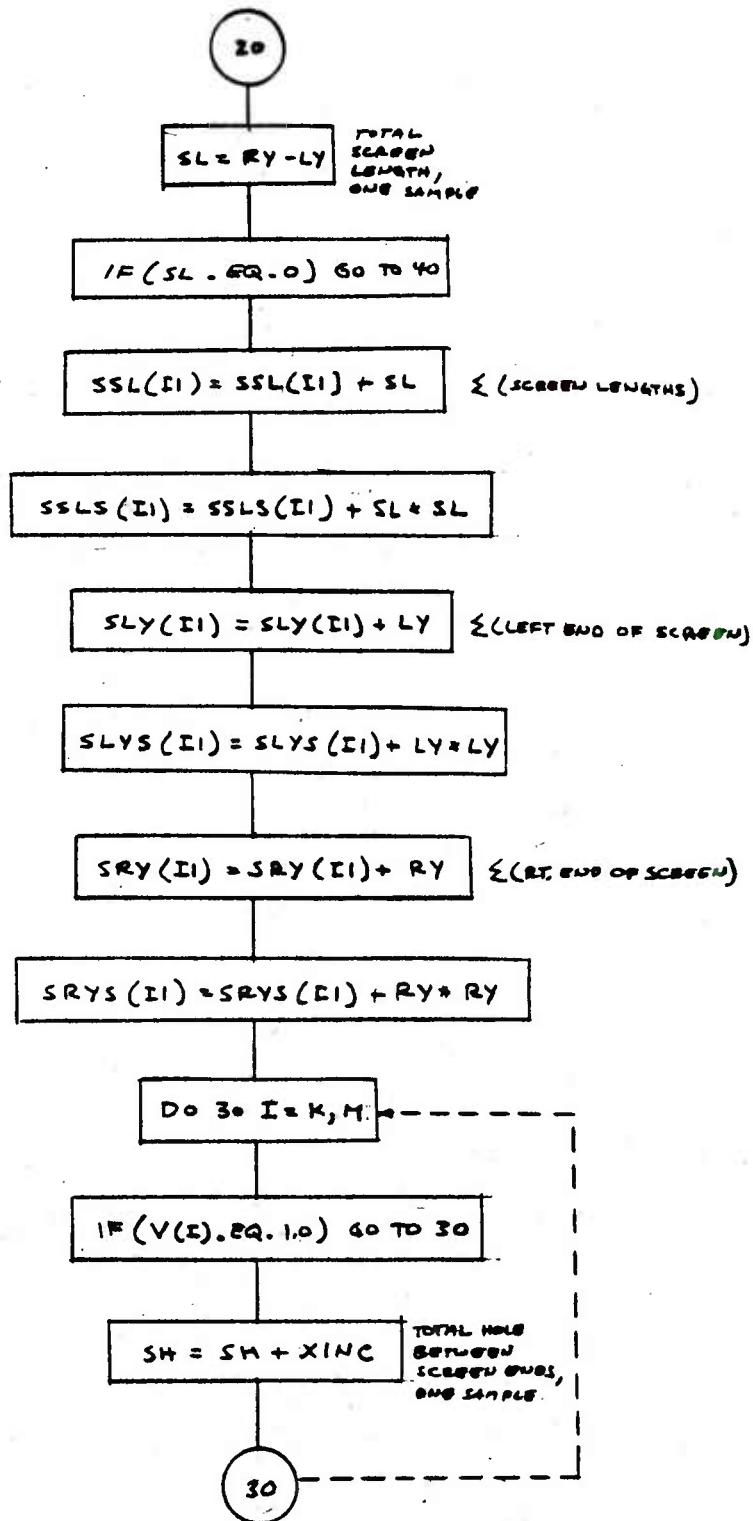 20
SL = RY - LY
TOTAL
SCREEN
LENGTH,
ONE SAMPLE
IF (SL .EQ. 0) GO TO 40
SSL(I1) = SSL(I1) + SL
Σ (SCREEN LENGTHS)
SSLS(I1) = SSLS(I1) + SL * SL
SLY(I1) = SLY(I1) + LY
Σ (LEFT END OF SCREEN)
SLYS(I1) = SLYS(I1) + LY * LY
SRY(I1) = SRY(I1) + RY
Σ (RT. END OF SCREEN)
SRYS(I1) = SRYS(I1) + RY * RY
DO 30 I = K, M
IF (V(I).EQ.1.0) GO TO 30
SH = SH + XINC
TOTAL HOLE
BETWEEN
SCREEN ENDS,
ONE SAMPLE.
30